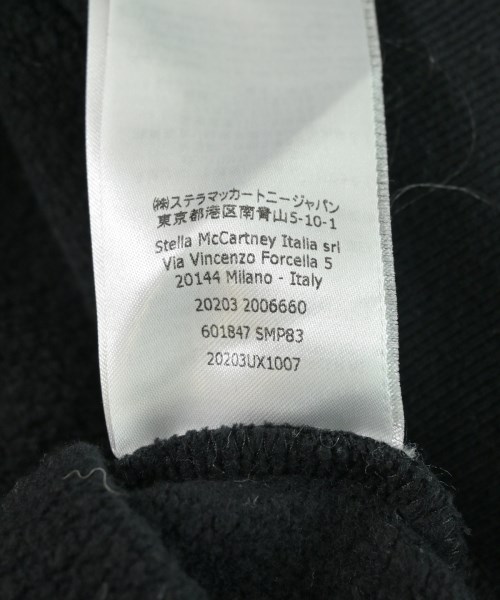 ㈱ステラマッカートニージャパン
東京都港区南青山5-10-1
Stella McCartney Italia srl
Via Vincenzo Forcella 5
20144 Milano - Italy
20203 2006660
601847 SMP83
20203UX1007